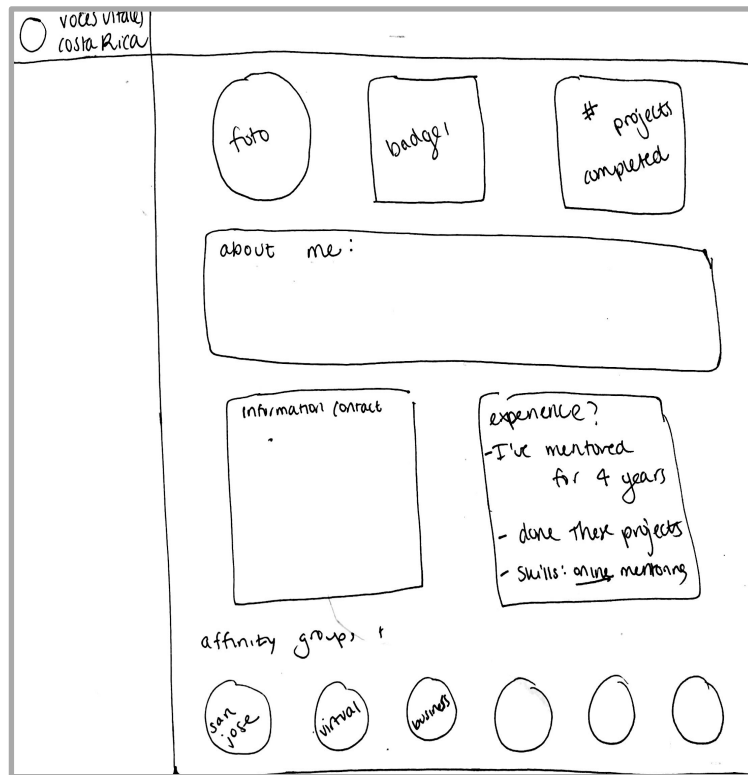 voces vitales
costa Rica
foto
badge!
# projects
completed
about me:
information contact
experience?
-I've mentored
for 4 years
- done these projects
- skills: online mentoring
affinity groups
san
jose
virtual
business